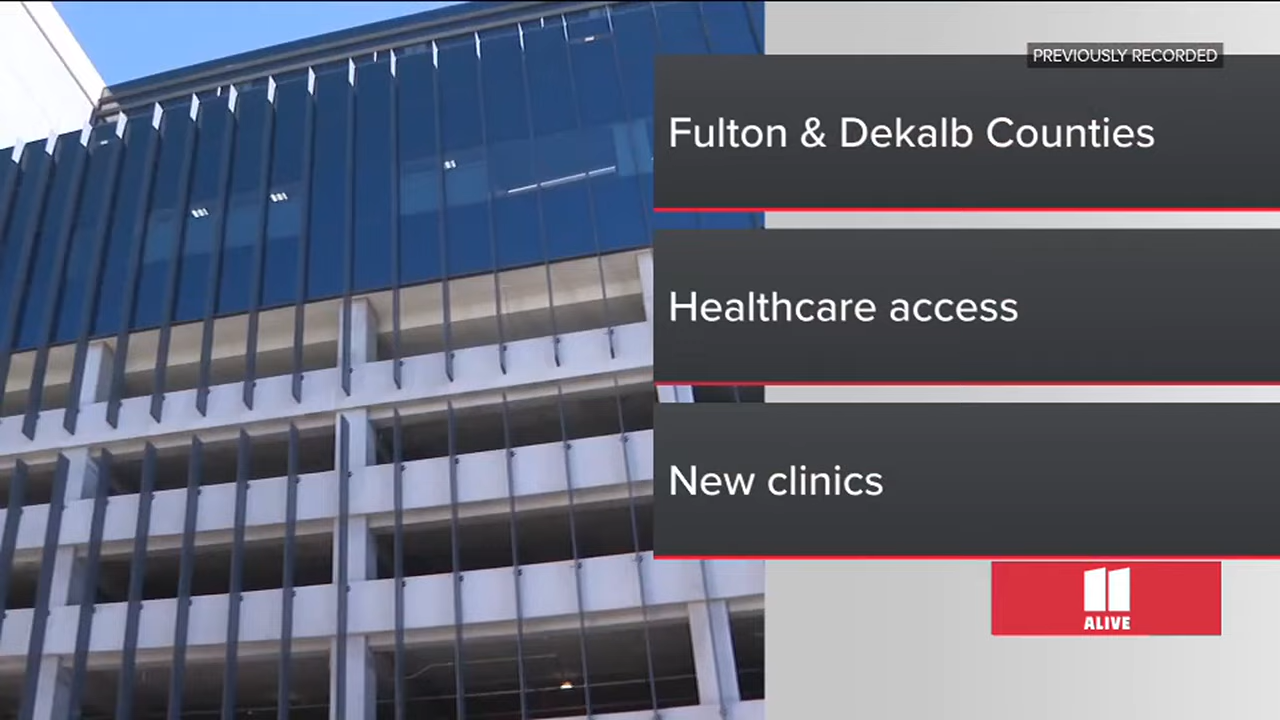 PREVIOUSLY RECORDED
Fulton & Dekalb Counties
Healthcare access
New clinics
11
ALIVE